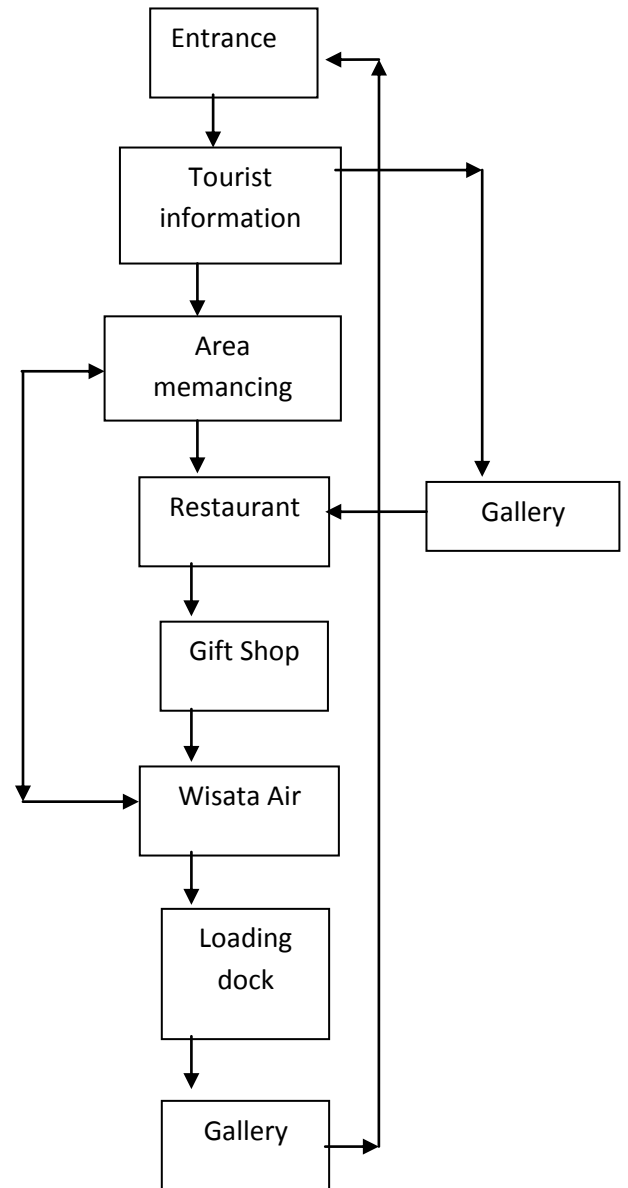 Entrance
Tourist
information
Area
memancing
Restaurant
Gallery
Gift Shop
Wisata Air
Loading
dock
Gallery